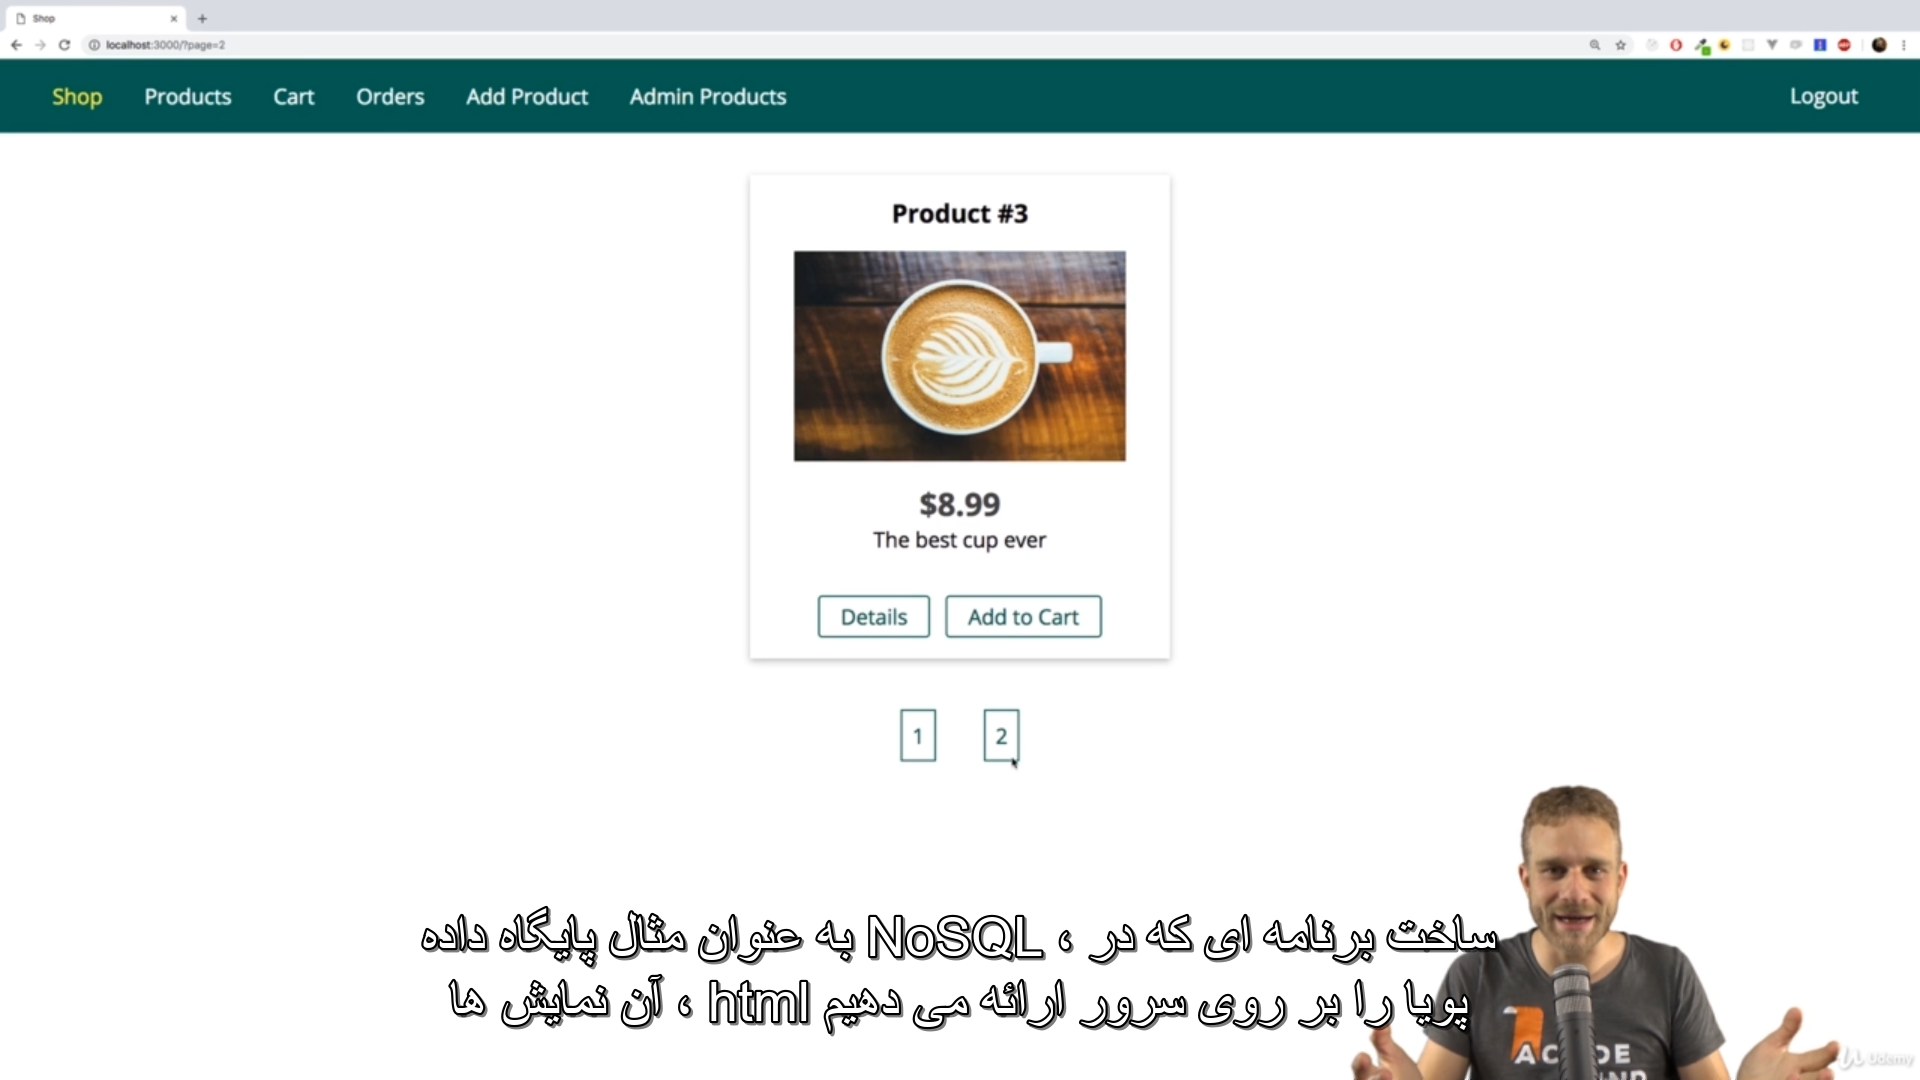 Shop
localhost:3000/?page=2
Shop Products Cart Orders Add Product Admin Products Logout
Product #3
$8.99
The best cup ever
Details Add to Cart
1 2
ساخت برنامه ای که در ، NoSQL به عنوان مثال پایگاه داده
پویا را بر روی سرور ارائه می دهیم html ، آن نمایش ها
Udemy